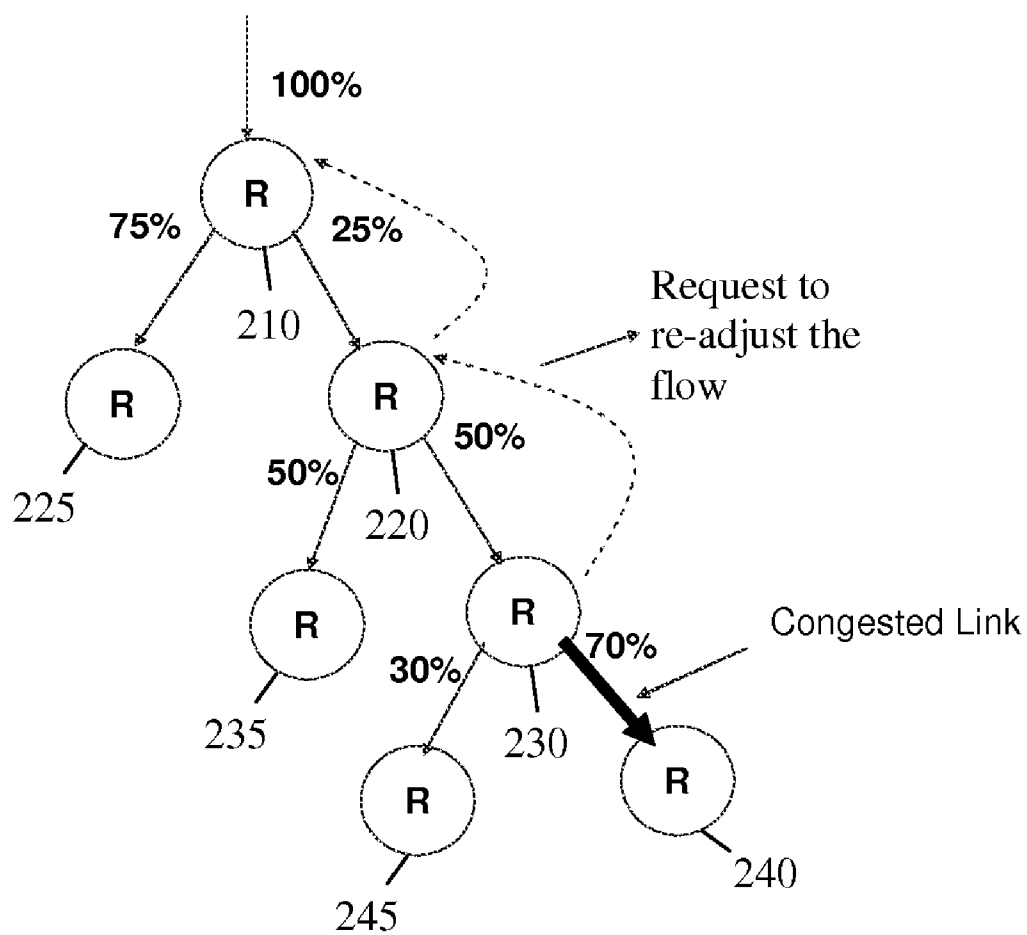 100%
R
75%
25%
210
Request to
re-adjust the
flow
R
225
R
50%
50%
220
R
235
R
30%
70%
230
Congested Link
R
245
R
240